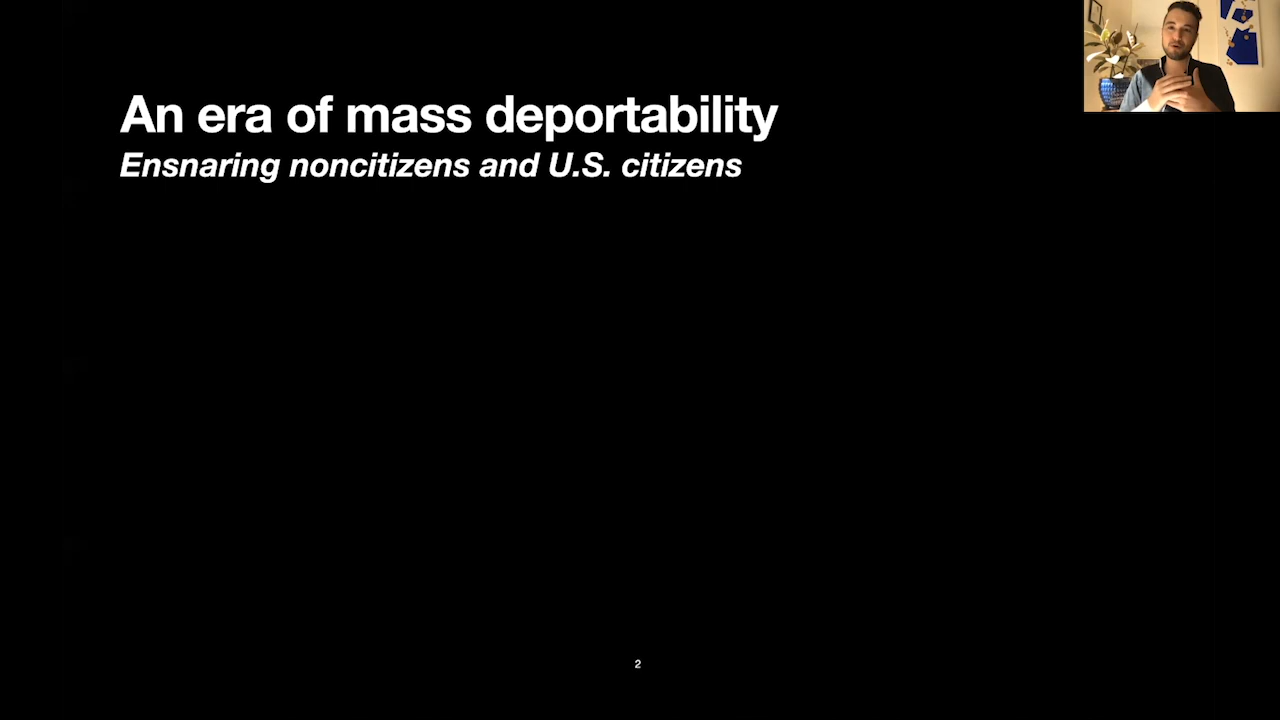 An era of mass deportability
Ensnaring noncitizens and U.S. citizens
2